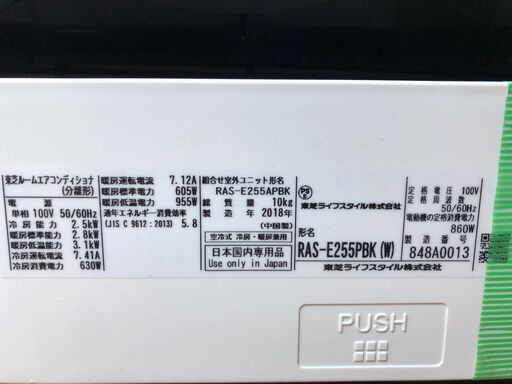 東芝ルームエアコンディショナ
(分離形)
電源
単相 100V 50/60Hz
冷房能力 2.5kW
暖房能力 2.8kW
暖房低温能力 3.1kW
冷房運転電流 7.41A
冷房消費電力 630W
暖房運転電流 7.12A
暖房標準電力 605W
暖房低温電力 955W
通年エネルギー消費効率
(JIS C 9612:2013) 5.8
組合せ室外ユニット形名
RAS-E255APBK
総質量 10kg
製造年 2018年
(中国製)
空冷式 冷房・暖房兼用
日本国内専用品
Use only in Japan
PS E
東芝ライフスタイル株式会社
形名
RAS-E255PBK(W)
東芝ライフスタイル株式会社
定格電圧 100V
定格周波数
50/60Hz
電動機の定格消費電力
860W
製造番号
848A0013
PUSH